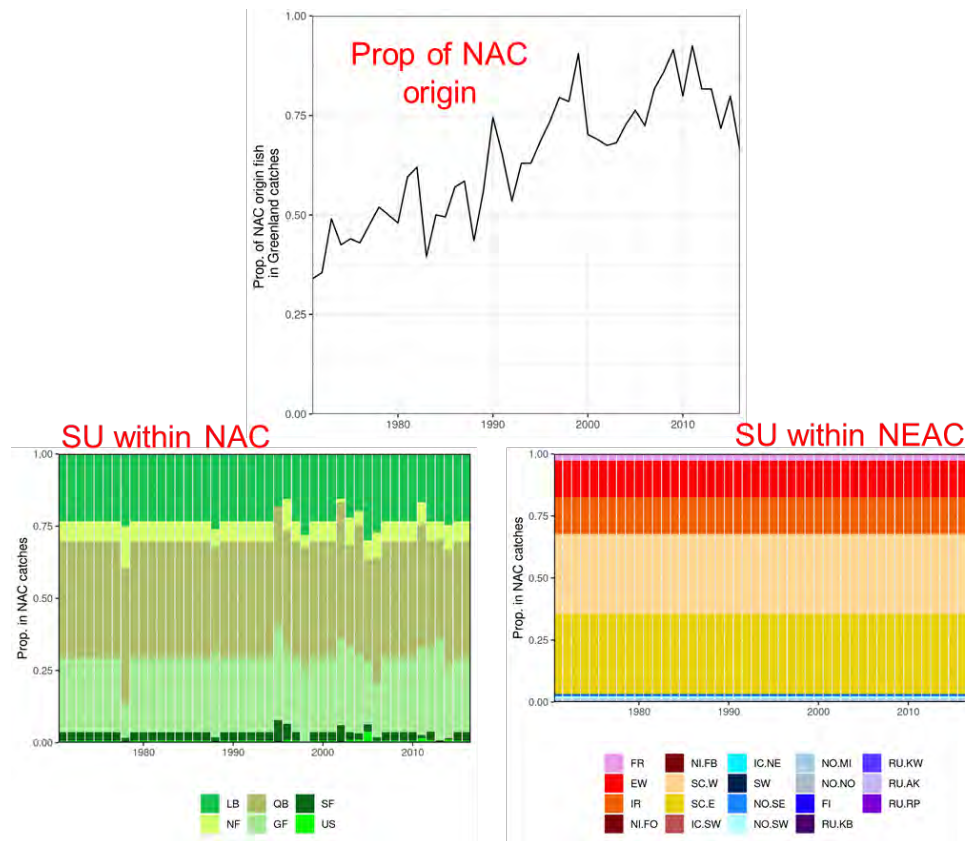 Prop of NAC
origin
Prop. of NAC origin fish
in Greenland catches
1.00
0.75
0.50
0.25
0.00
1980
1990
2000
2010
SU within NAC
Prop. in NAC catches
1.00
0.75
0.50
0.25
0.00
1980
1990
2000
2010
LB
QB
SF
NF
GF
US
SU within NEAC
Prop. in NAC catches
1.00
0.75
0.50
0.25
0.00
1980
1990
2000
2010
FR
NI.FB
IC.NE
NO.MI
RU.KW
EW
SC.W
SW
NO.NO
RU.AK
IR
SC.E
NO.SE
FI
RU.RP
NI.FO
IC.SW
NO.SW
RU.KB